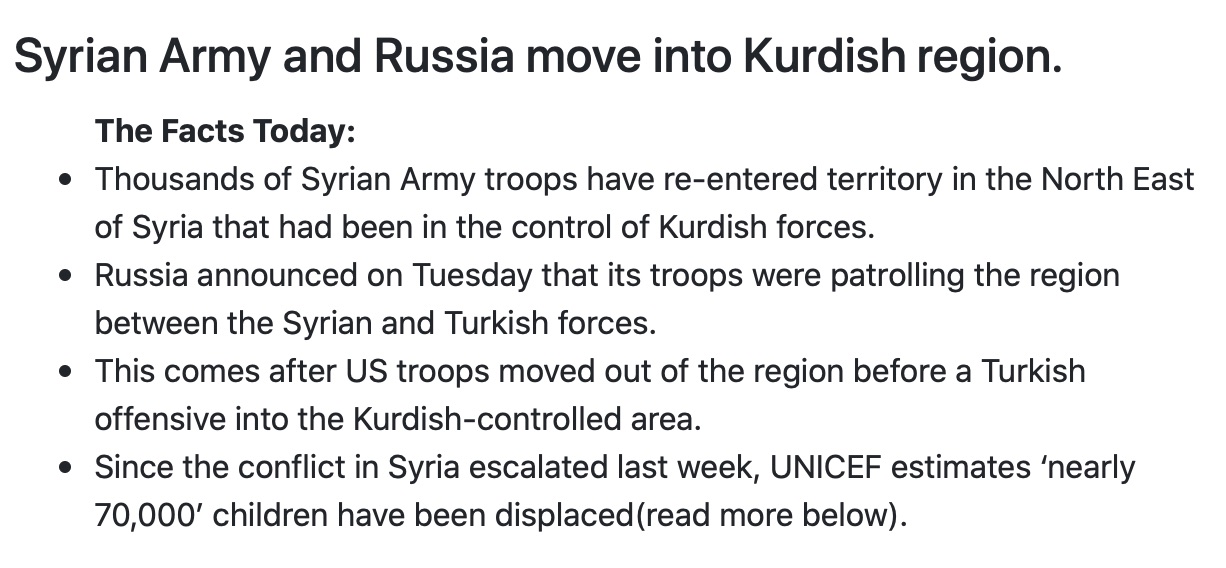 Syrian Army and Russia move into Kurdish region.
The Facts Today:
• Thousands of Syrian Army troops have re-entered territory in the North East
of Syria that had been in the control of Kurdish forces.
• Russia announced on Tuesday that its troops were patrolling the region
between the Syrian and Turkish forces.
• This comes after US troops moved out of the region before a Turkish
offensive into the Kurdish-controlled area.
• Since the conflict in Syria escalated last week, UNICEF estimates ‘nearly
70,000’ children have been displaced(read more below).